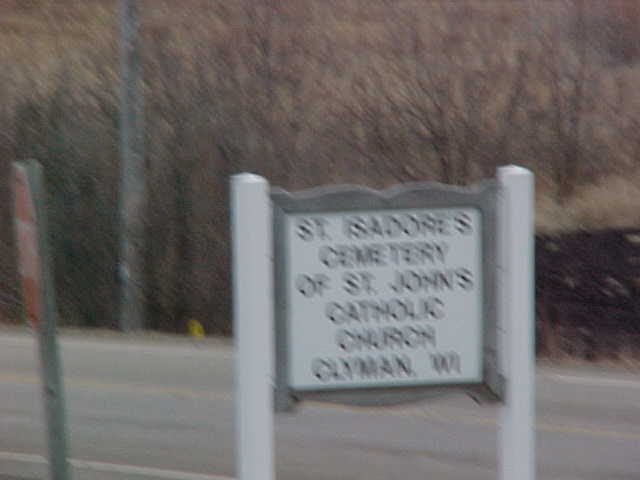 ST. ISADORE'S
CEMETERY
OF ST. JOHN'S
CATHOLIC
CHURCH
CLYMAN, WI